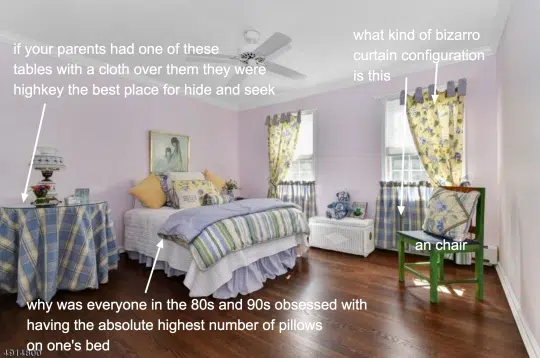 if your parents had one of these
tables with a cloth over them they were
highkey the best place for hide and seek
what kind of bizarro
curtain configuration
is this
an chair
why was everyone in the 80s and 90s obsessed with
having the absolute highest number of pillows
on one's bed
4914800